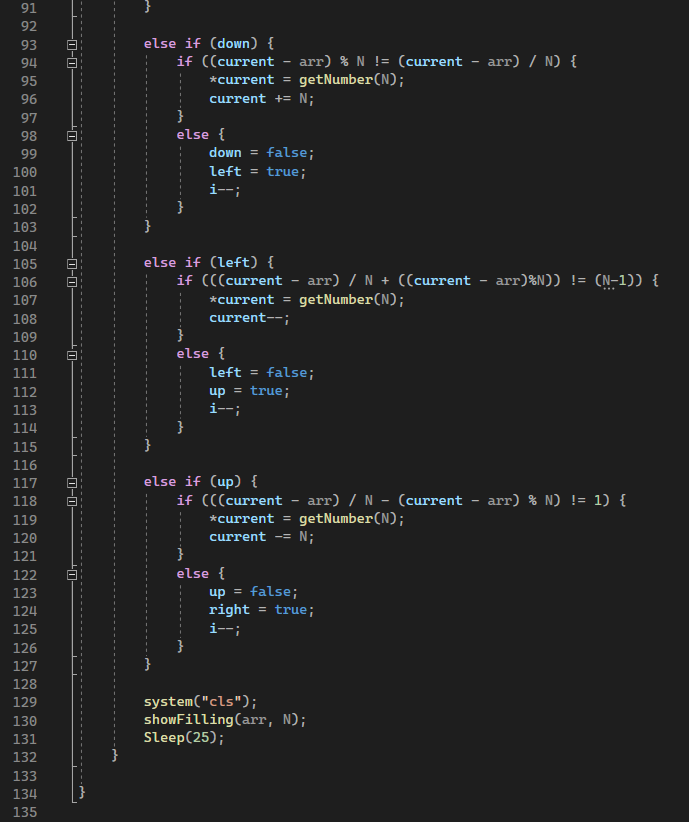 91 }
92
93 else if (down) {
94 if ((current - arr) % N != (current - arr) / N) {
95 *current = getNumber(N);
96 current += N;
97 }
98 else {
99 down = false;
100 left = true;
101 i--;
102 }
103 }
104
105 else if (left) {
106 if (((current - arr) / N + ((current - arr)%N)) != (N-1)) {
107 *current = getNumber(N);
108 current--;
109 }
110 else {
111 left = false;
112 up = true;
113 i--;
114 }
115 }
116
117 else if (up) {
118 if (((current - arr) / N - (current - arr) % N) != 1) {
119 *current = getNumber(N);
120 current -= N;
121 }
122 else {
123 up = false;
124 right = true;
125 i--;
126 }
127 }
128
129 system("cls");
130 showFilling(arr, N);
131 Sleep(25);
132 }
133
134 }
135